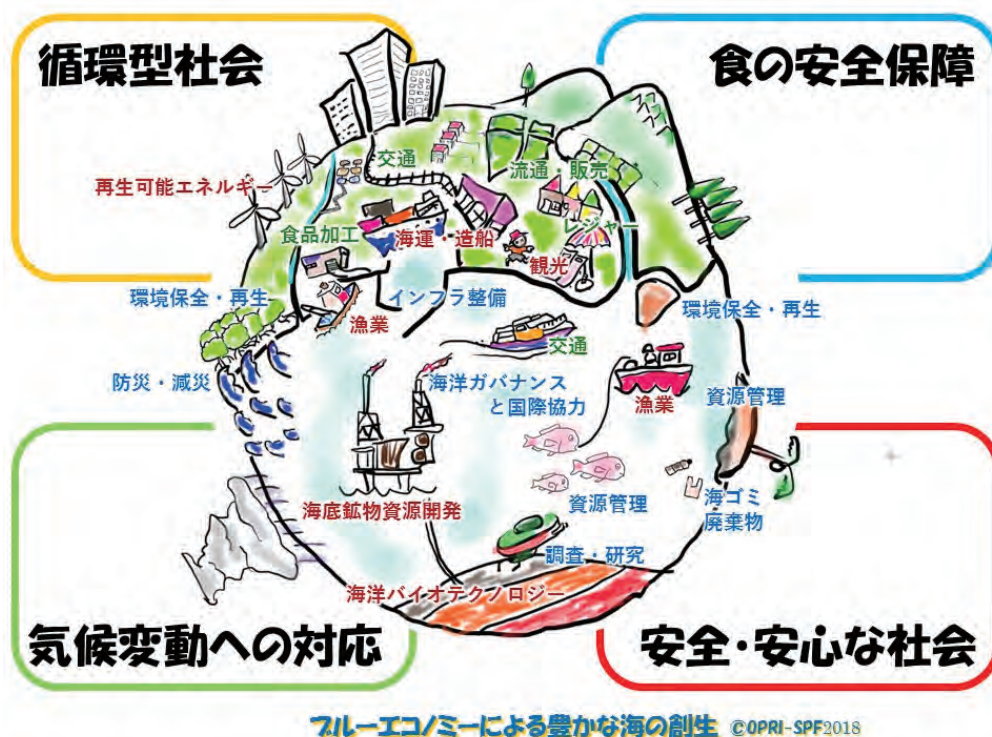 循環型社会
食の安全保障
交通
流通・販売
再生可能エネルギー
食品加工
海運・造船
レジャー
観光
環境保全・再生
インフラ整備
環境保全・再生
漁業
交通
防災・減災
海洋ガバナンス
と国際協力
漁業
資源管理
海底鉱物資源開発
資源管理
海ゴミ
廃棄物
調査・研究
海洋バイオテクノロジー
気候変動への対応
安全・安心な社会
ブルーエコノミーによる豊かな海の創生 ©OPRI-SPF2018